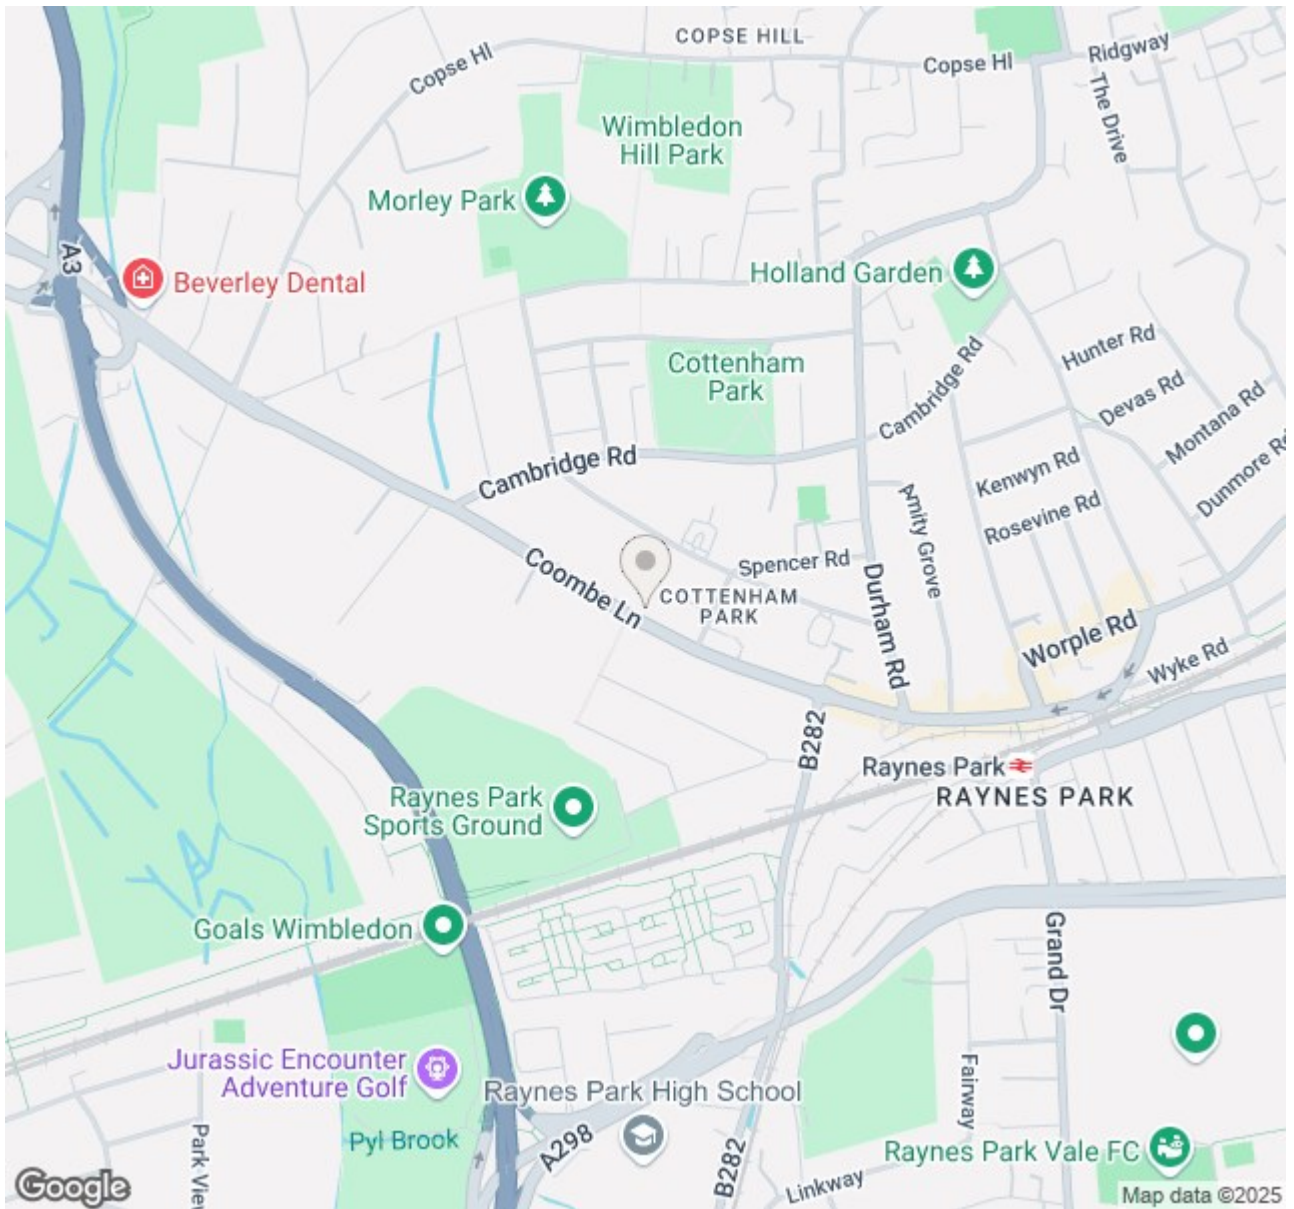 COPSE HILL
Copse Hl
Copse Hl
Ridgway
The Drive
Wimbledon
Hill Park
Morley Park
A3
Beverley Dental
Holland Garden
Hunter Rd
Cottenham
Park
Cambridge Rd
Devas Rd
Montana Rd
Cambridge Rd
Kenwyn Rd
Dunmore Rd
Amity Grove
Rosevine Rd
Coombe Ln
Spencer Rd
COTTENHAM
PARK
Durham Rd
Worple Rd
Wyke Rd
B282
Raynes Park
RAYNES PARK
Raynes Park
Sports Ground
Goals Wimbledon
Grand Dr
Jurassic Encounter
Adventure Golf
Raynes Park High School
Fairway
Pyl Brook
Park View
A298
B282
Raynes Park Vale FC
Linkway
Google
Map data ©2025